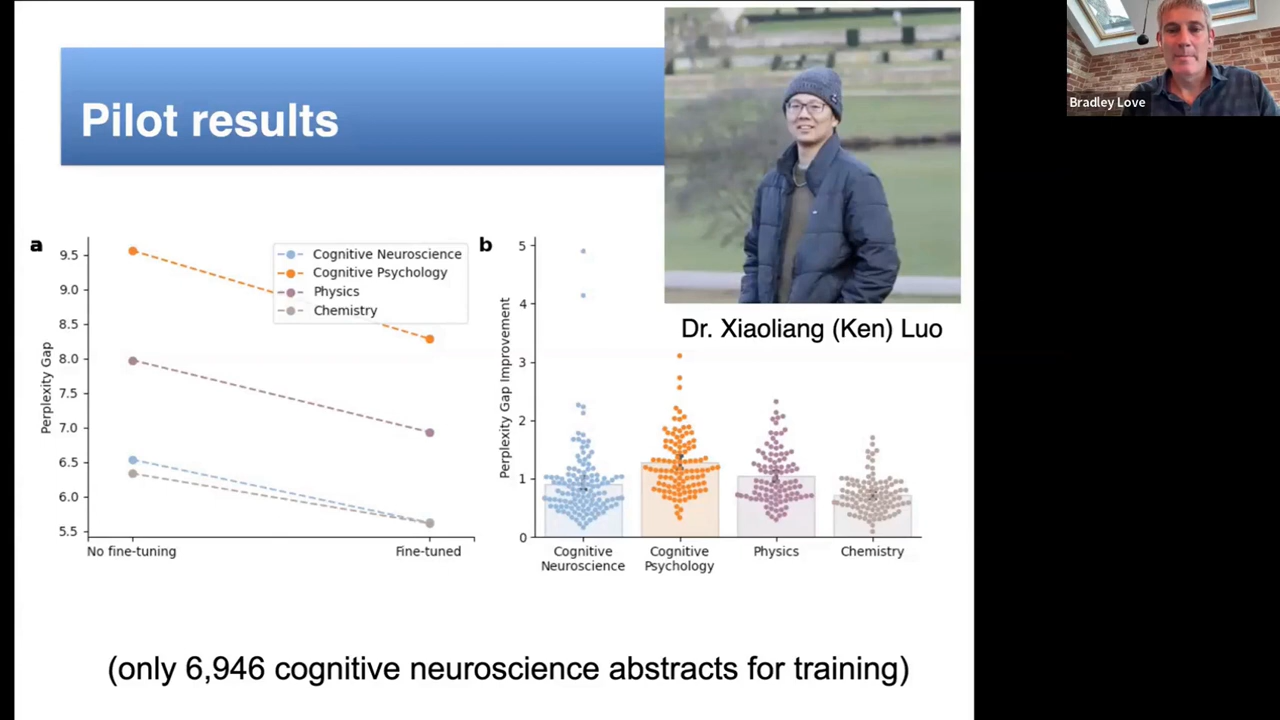 Pilot results
Bradley Love
Dr. Xiaoliang (Ken) Luo
a
Perplexity Gap
9.5
9.0
8.5
8.0
7.5
7.0
6.5
6.0
5.5
Cognitive Neuroscience
Cognitive Psychology
Physics
Chemistry
No fine-tuning
Fine-tuned
b
Perplexity Gap Improvement
5
4
3
2
1
0
Cognitive
Neuroscience
Cognitive
Psychology
Physics
Chemistry
(only 6,946 cognitive neuroscience abstracts for training)